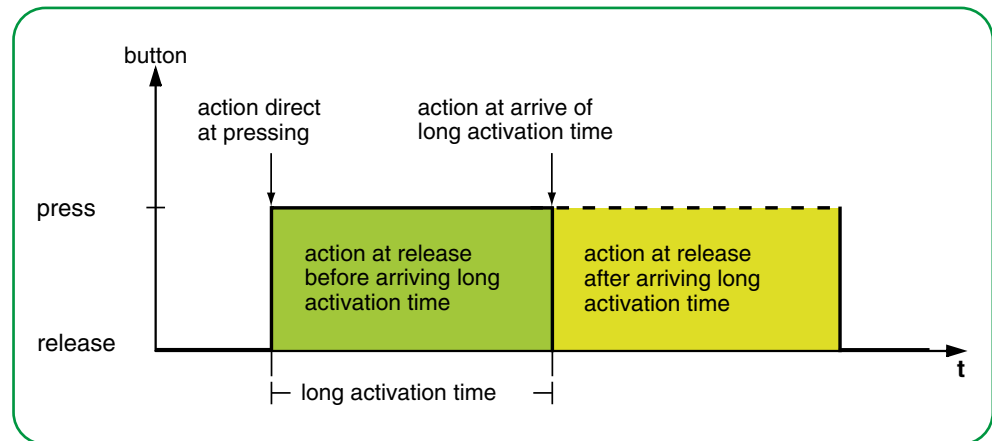 button
action direct
at pressing
action at arrive of
long activation time
press
action at release
before arriving long
activation time
action at release
after arriving long
activation time
release
t
long activation time